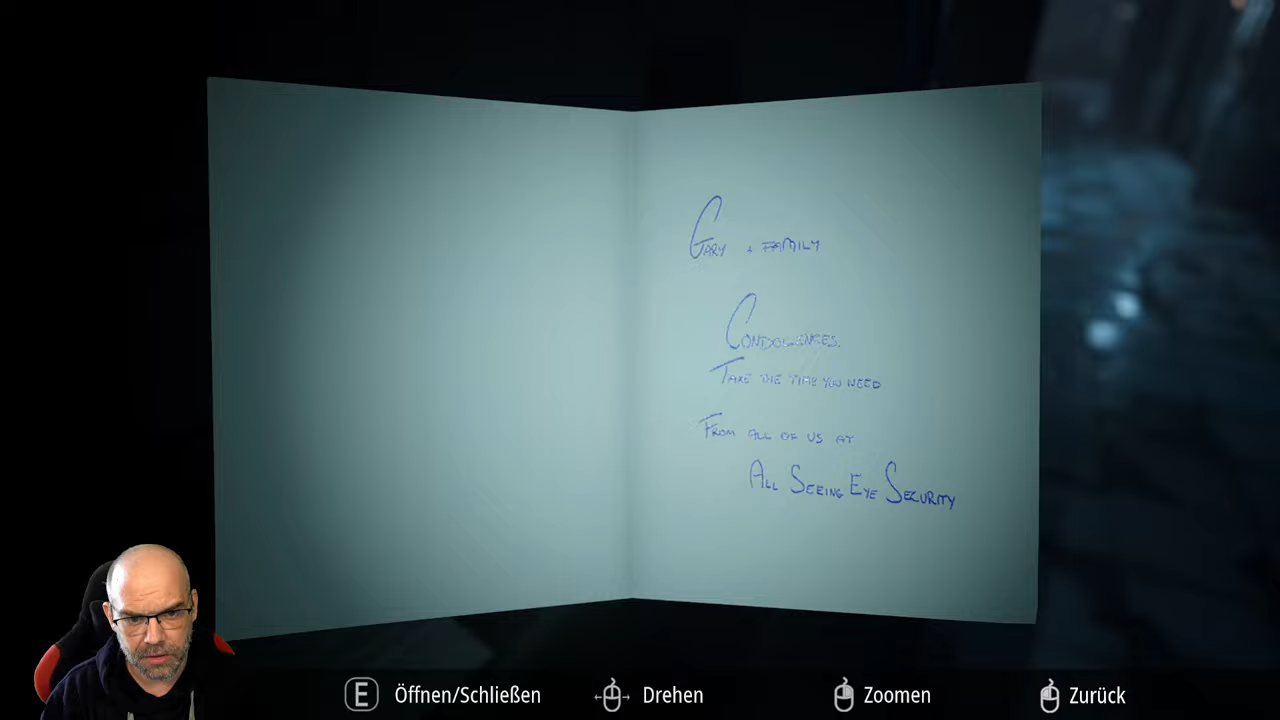 GARY & FAMILY
CONDOLENCES.
TAKE THE TIME YOU NEED
FROM ALL OF US AT
ALL SEEING EYE SECURITY
E Öffnen/Schließen Drehen Zoomen Zurück